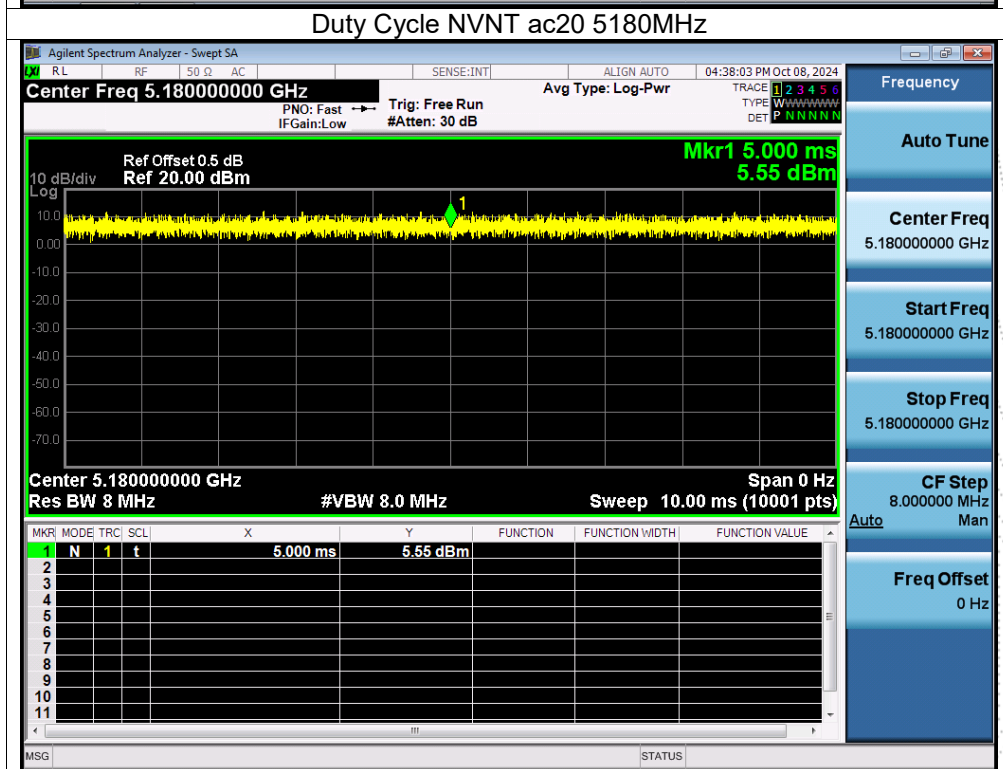 Duty Cycle NVNT ac20 5180MHz
Agilent Spectrum Analyzer - Swept SA
LXI RL RF 50 Ω AC SENSE:INT ALIGN AUTO 04:38:03 PM Oct 08, 2024
Center Freq 5.180000000 GHz Avg Type: Log-Pwr TRACE 1 2 3 4 5 6
PNO: Fast Trig: Free Run TYPE WWWWWW
IFGain:Low #Atten: 30 dB DET P N N N N N
Frequency
Auto Tune
Center Freq
5.180000000 GHz
Start Freq
5.180000000 GHz
Stop Freq
5.180000000 GHz
CF Step
8.000000 MHz
Auto Man
Freq Offset
0 Hz
Mkr1 5.000 ms
5.55 dBm
Ref Offset 0.5 dB
10 dB/div Ref 20.00 dBm
Log
1
10.0
0.00
-10.0
-20.0
-30.0
-40.0
-50.0
-60.0
-70.0
Center 5.180000000 GHz Span 0 Hz
Res BW 8 MHz #VBW 8.0 MHz Sweep 10.00 ms (10001 pts)
MKR MODE TRC SCL X Y FUNCTION FUNCTION WIDTH FUNCTION VALUE
1 N 1 t 5.000 ms 5.55 dBm
2
3
4
5
6
7
8
9
10
11
MSG STATUS